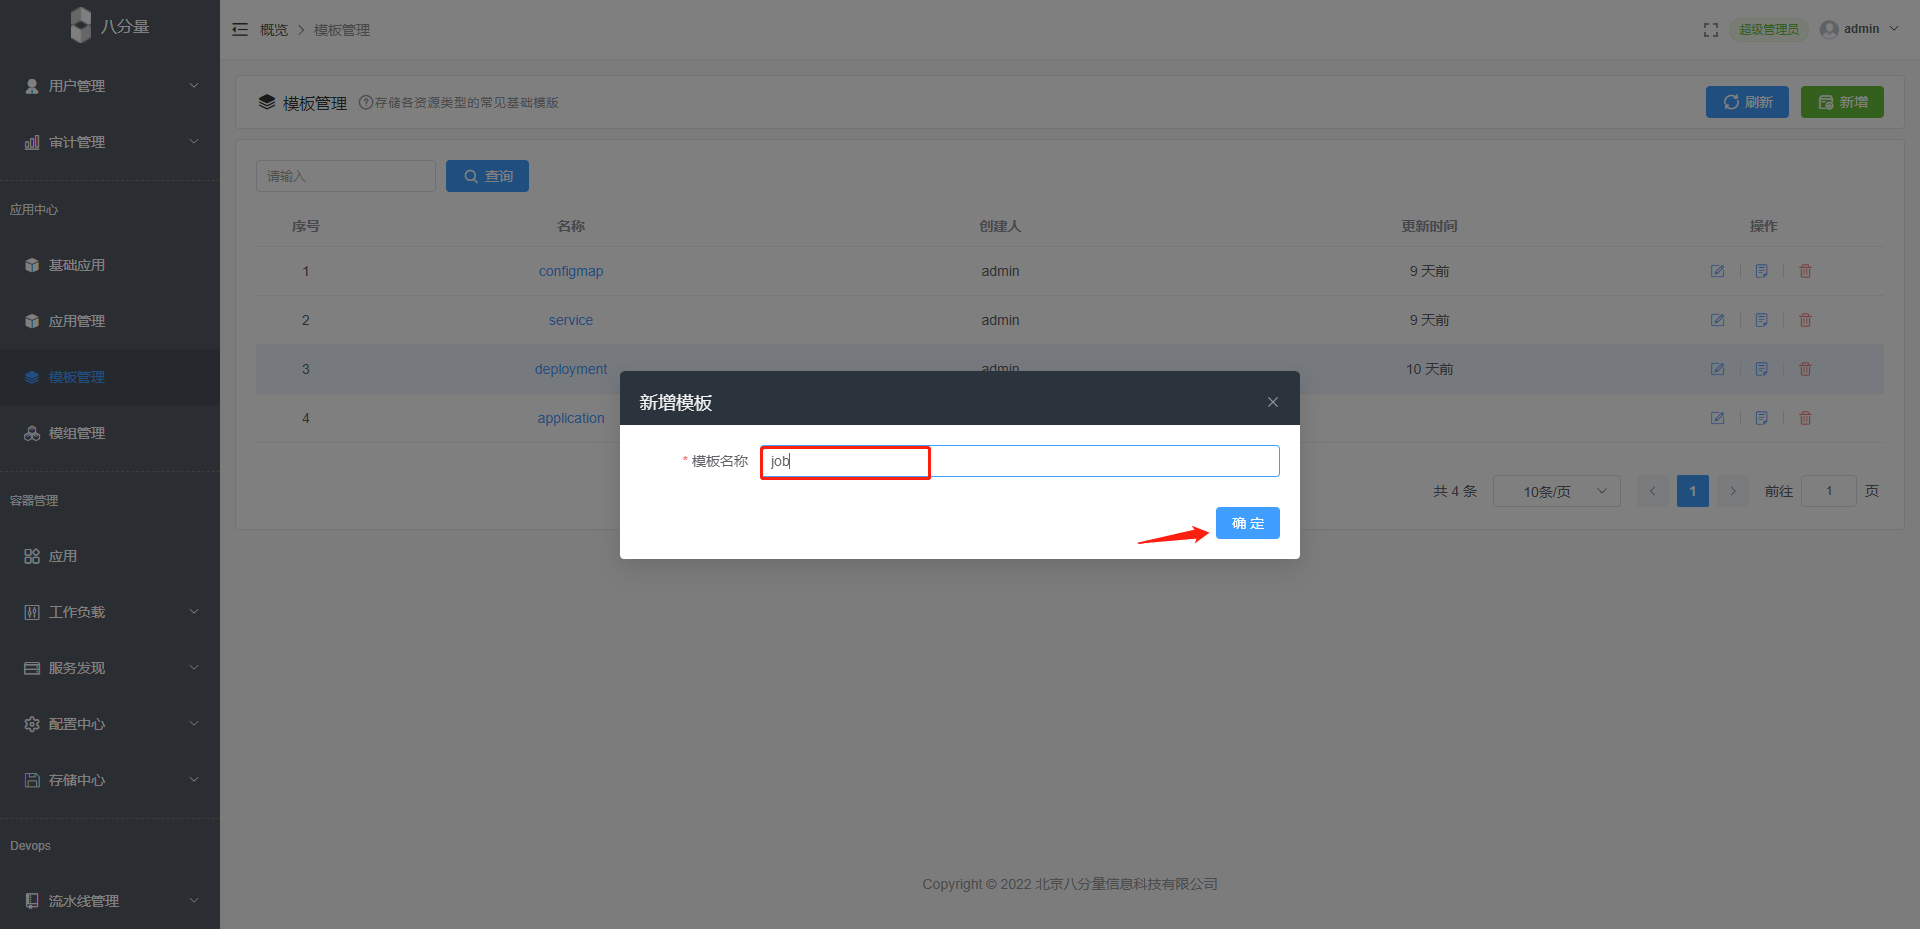 八分量
用户管理
审计管理
应用中心
基础应用
应用管理
模板管理
模组管理
容器管理
应用
工作负载
服务发现
配置中心
存储中心
Devops
流水线管理
概览 > 模板管理
超级管理员 admin
模板管理 ?存储各资源类型的常见基础模版
刷新 新增
请输入 查询
序号 名称 创建人 更新时间 操作
1 configmap admin 9 天前
2 service admin 9 天前
3 deployment admin 10 天前
4 application
共 4 条 10条/页 < 1 > 前往 1 页
新增模板
* 模板名称 job
确 定
Copyright © 2022 北京八分量信息科技有限公司